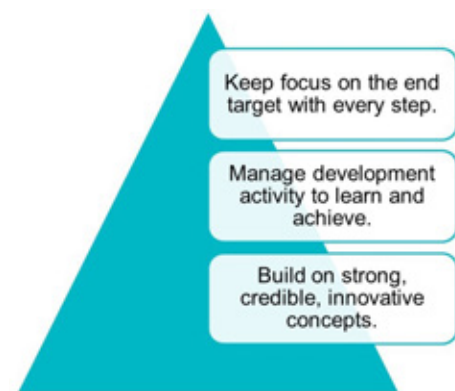 Keep focus on the end
target with every step.
Manage development
activity to learn and
achieve.
Build on strong,
credible, innovative
concepts.